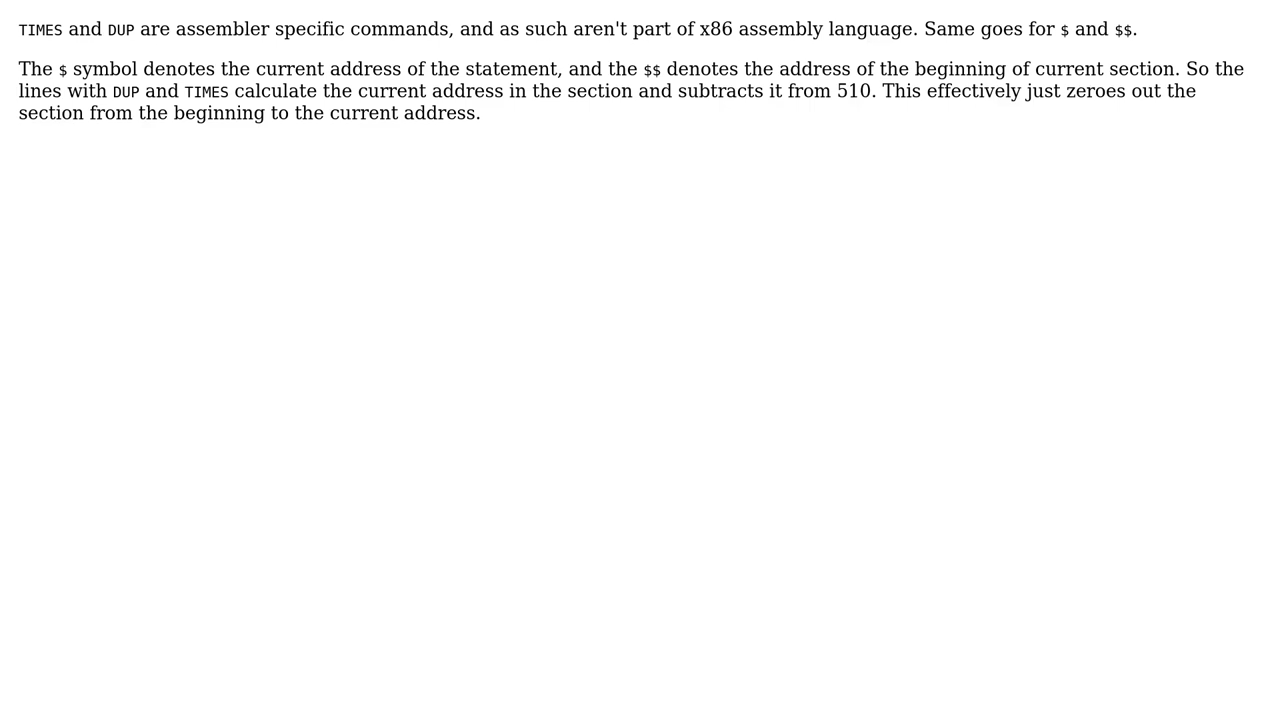 TIMES and DUP are assembler specific commands, and as such aren't part of x86 assembly language. Same goes for $ and $$.
The $ symbol denotes the current address of the statement, and the $$ denotes the address of the beginning of current section. So the
lines with DUP and TIMES calculate the current address in the section and subtracts it from 510. This effectively just zeroes out the
section from the beginning to the current address.